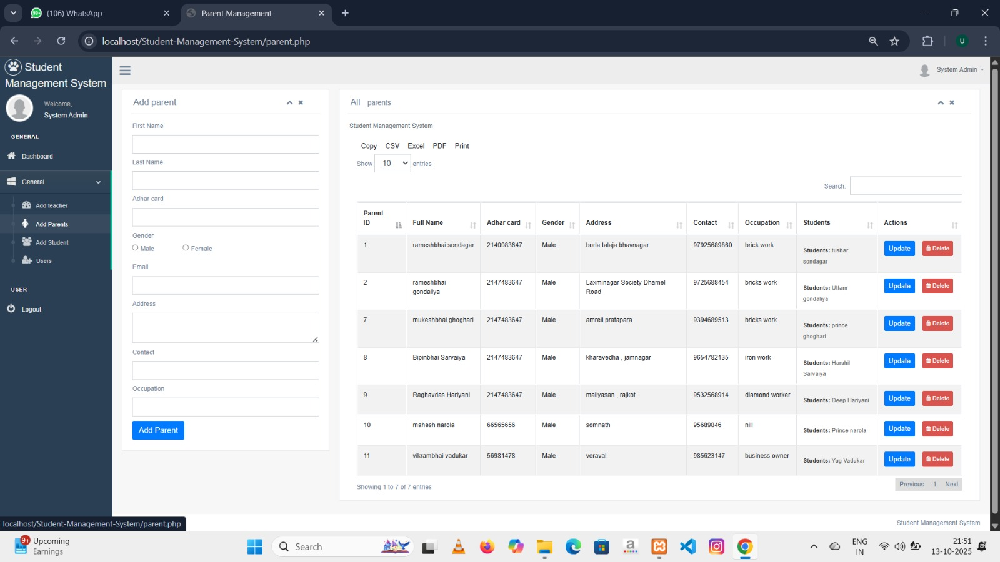 (106) WhatsApp
Parent Management
localhost/Student-Management-System/parent.php
U
Student
Management System
Welcome,
System Admin
GENERAL
Dashboard
General
Add teacher
Add Parents
Add Student
Users
USER
Logout
System Admin
Add parent
First Name
Last Name
Adhar card
Gender
Male Female
Email
Address
Contact
Occupation
Add Parent
All parents
Student Management System
Copy CSV Excel PDF Print
Show 10 entries
Search:
Parent
ID Full Name Adhar card Gender Address Contact Occupation Students Actions
1 rameshbhai sondagar 2140083647 Male borla talaja bhavnagar 97925689860 brick work Students: tushar Update Delete
sondagar
2 rameshbhai 2147483647 Male Laxminagar Society Dhamel 9725688454 bricks work Students: Uttam Update Delete
gondaliya Road gondaliya
7 mukeshbhai ghoghari 2147483647 Male amreli pratapara 9394689513 bricks work Students: prince Update Delete
ghoghari
8 Bipinbhai Sarvaiya 2147483647 Male kharavedha , jamnagar 9654782135 iron work Students: Harshil Update Delete
Sarvaiya
9 Raghavdas Hariyani 2147483647 Male maliyasan , rajkot 9532568914 diamond worker Students: Deep Hariyani Update Delete
10 mahesh narola 66565656 Male somnath 95689846 nill Students: Prince narola Update Delete
11 vikrambhai vadukar 56981478 Male veraval 985623147 business owner Students: Yug Vadukar Update Delete
Showing 1 to 7 of 7 entries
Previous 1 Next
Student Management System
localhost/Student-Management-System/parent.php
9+
Upcoming
Earnings
Search
ENG
IN
21:51
13-10-2025